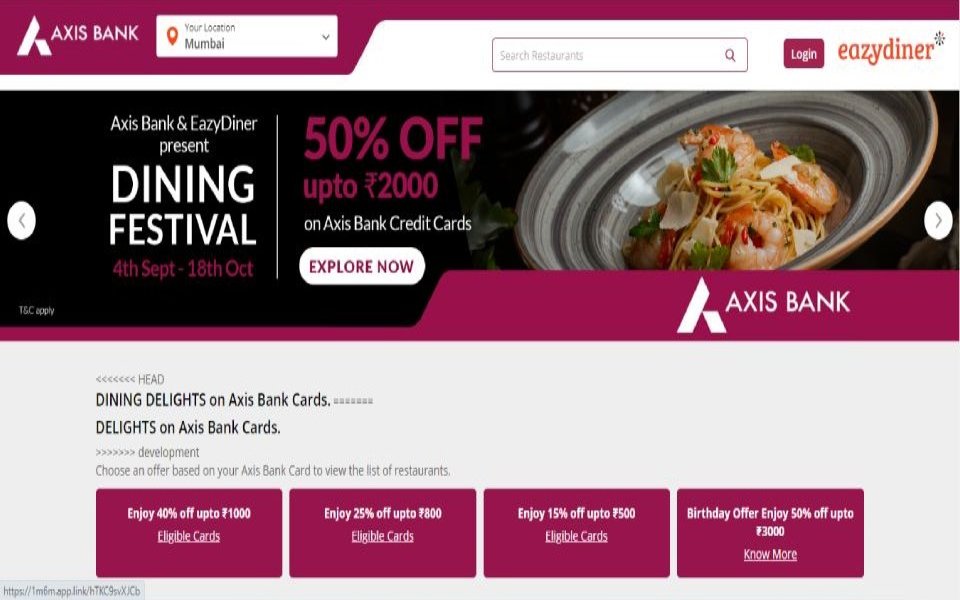 AXIS BANK
Your Location
Mumbai
Search Restaurants
Login
eazydiner
Axis Bank & EazyDiner
present
DINING
FESTIVAL
4th Sept - 18th Oct
50% OFF
upto ₹2000
on Axis Bank Credit Cards
EXPLORE NOW
T&C apply
AXIS BANK
<<<<<<< HEAD
DINING DELIGHTS on Axis Bank Cards. =======
DELIGHTS on Axis Bank Cards.
>>>>>>> development
Choose an offer based on your Axis Bank Card to view the list of restaurants.
Enjoy 40% off upto ₹1000
Eligible Cards
Enjoy 25% off upto ₹800
Eligible Cards
Enjoy 15% off upto ₹500
Eligible Cards
Birthday Offer Enjoy 50% off upto
₹3000
Know More
https://1m6m.app.link/hTKC9svXJCb